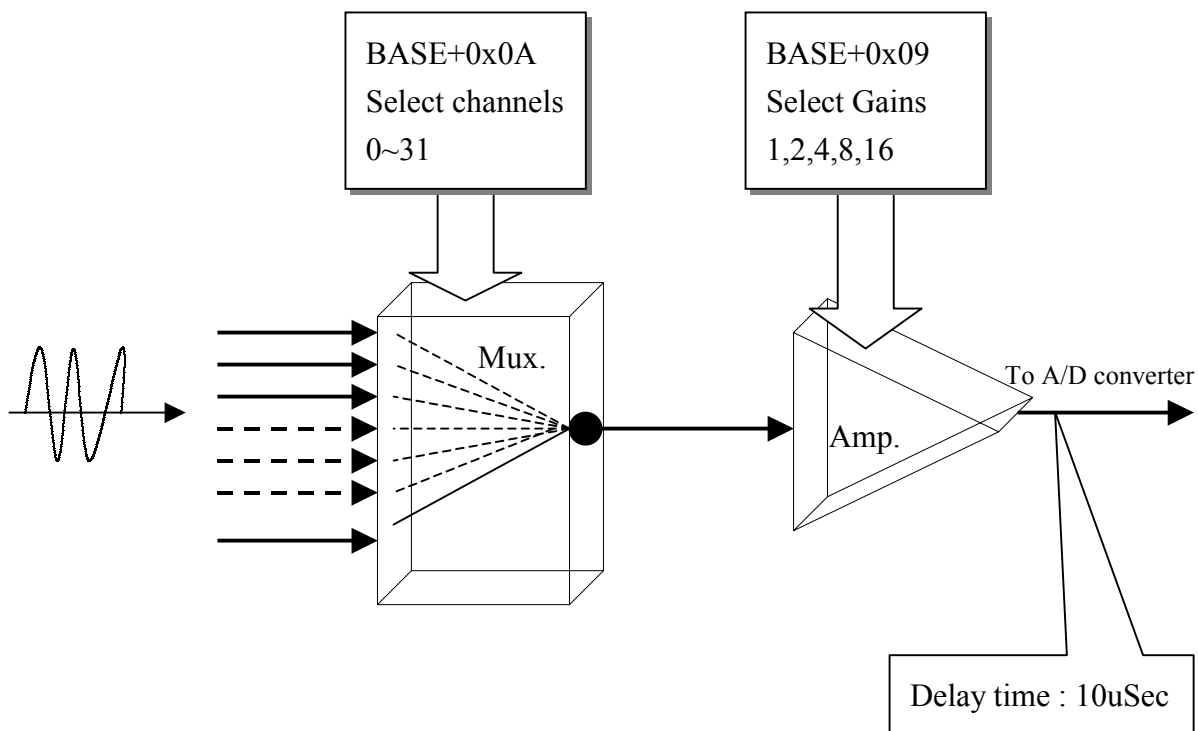 BASE+0x0A
Select channels
0~31
BASE+0x09
Select Gains
1,2,4,8,16
Mux.
Amp.
To A/D converter
Delay time : 10uSec